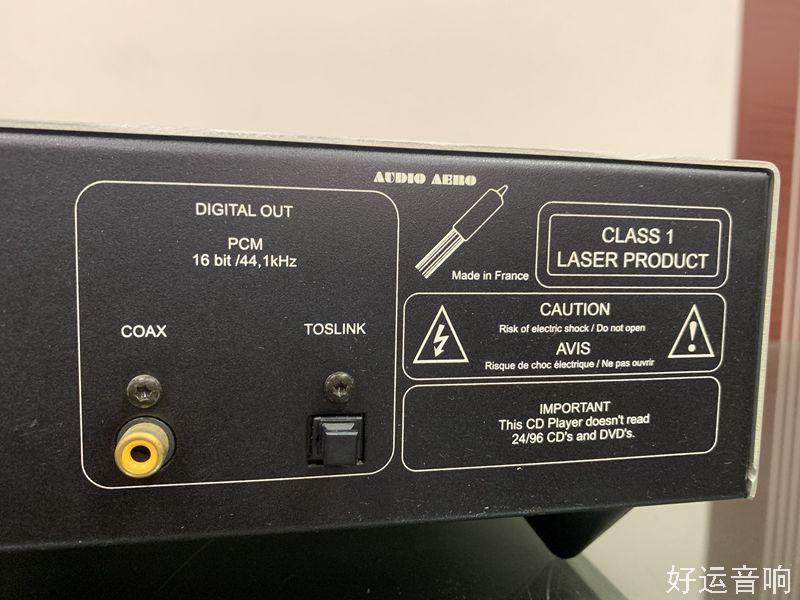 AUDIO AERO
DIGITAL OUT
PCM
16 bit /44,1kHz
COAX
TOSLINK
Made in France
CLASS 1
LASER PRODUCT
CAUTION
Risk of electric shock / Do not open
AVIS
Risque de choc électrique / Ne pas ouvrir
IMPORTANT
This CD Player doesn't read
24/96 CD's and DVD's.
好运音响